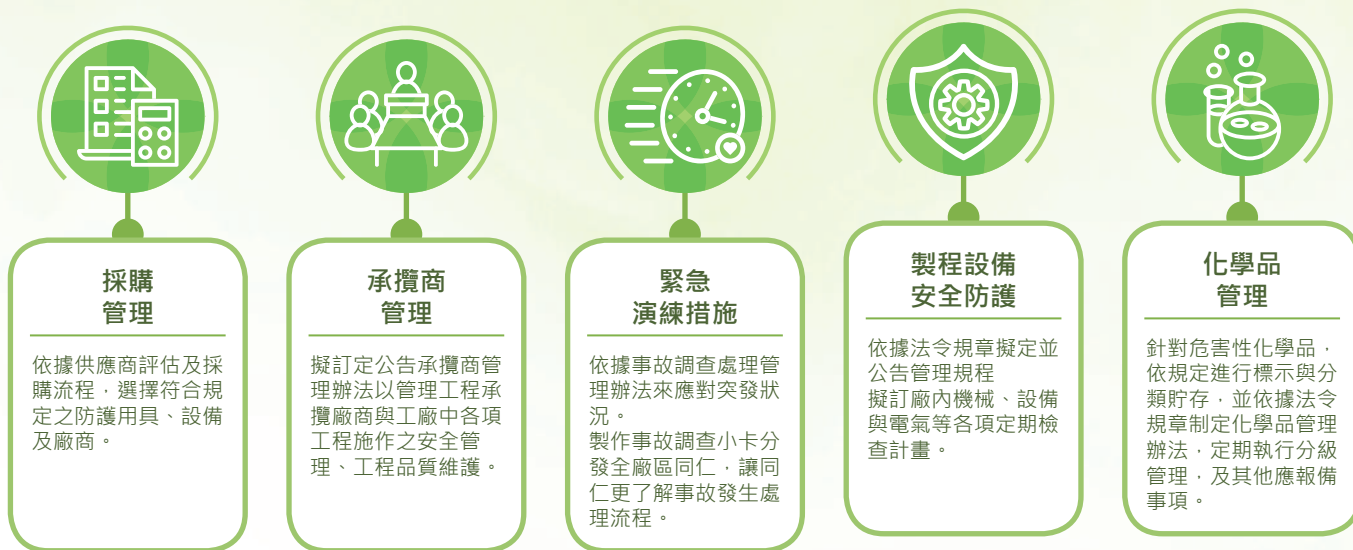 採購
管理
依據供應商評估及採
購流程，選擇符合規
定之防護用具、設備
及廠商。
承攬商
管理
擬訂定公告承攬商管
理辦法以管理工程承
攬廠商與工廠中各項
工程施作之安全管
理、工程品質維護。
緊急
演練措施
依據事故調查處理管
理辦法來應對突發狀
況。
製作事故調查小卡分
發全廠區同仁，讓同
仁更了解事故發生處
理流程。
製程設備
安全防護
依據法令規章擬定並
公告管理規程
擬訂廠內機械、設備
與電氣等各項定期檢
查計畫。
化學品
管理
針對危害性化學品，
依規定進行標示與分
類貯存，並依據法令
規章制定化學品管理
辦法，定期執行分級
管理，及其他應報備
事項。